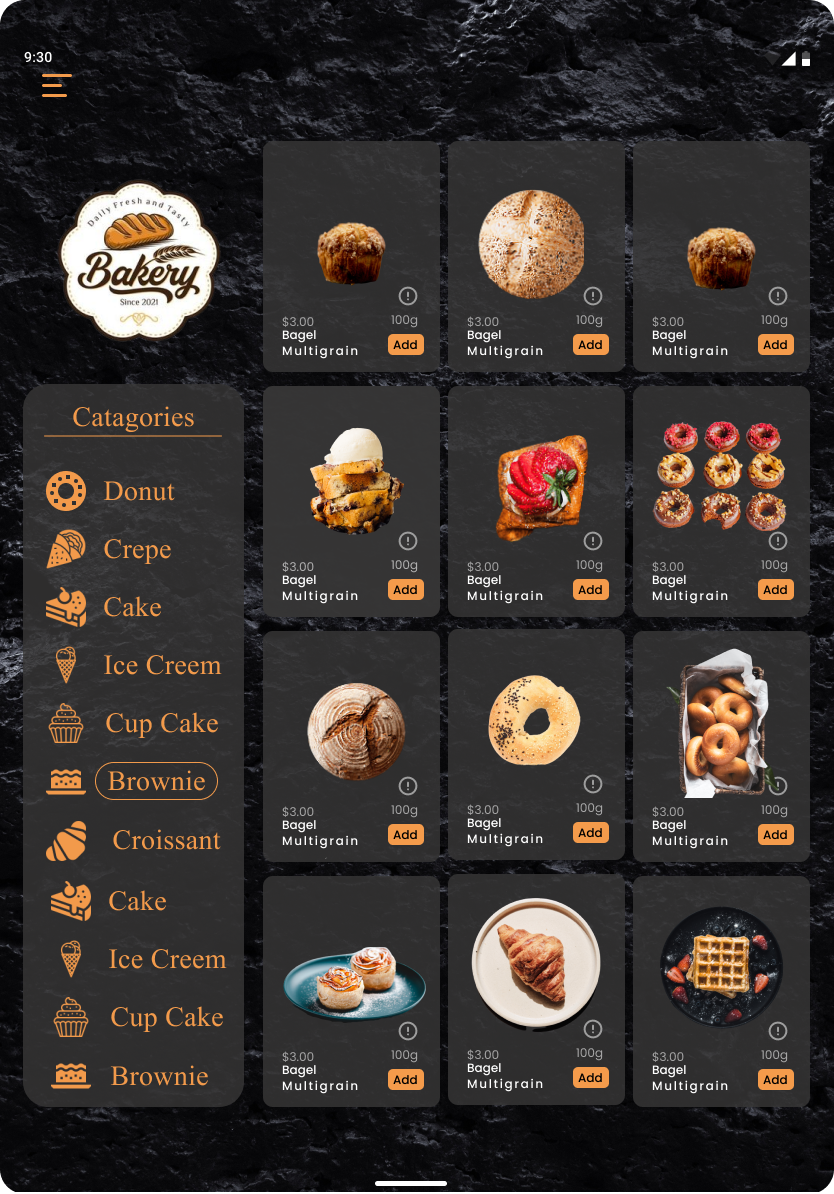 9:30
Daily Fresh and Tasty
Bakery
Since 2021
Catagories
Donut
Crepe
Cake
Ice Creem
Cup Cake
Brownie
Croissant
Cake
Ice Creem
Cup Cake
Brownie
$3.00 100g
Bagel
Multigrain Add
$3.00 100g
Bagel
Multigrain Add
$3.00 100g
Bagel
Multigrain Add
$3.00 100g
Bagel
Multigrain Add
$3.00 100g
Bagel
Multigrain Add
$3.00 100g
Bagel
Multigrain Add
$3.00 100g
Bagel
Multigrain Add
$3.00 100g
Bagel
Multigrain Add
$3.00 100g
Bagel
Multigrain Add
$3.00 100g
Bagel
Multigrain Add
$3.00 100g
Bagel
Multigrain Add
$3.00 100g
Bagel
Multigrain Add